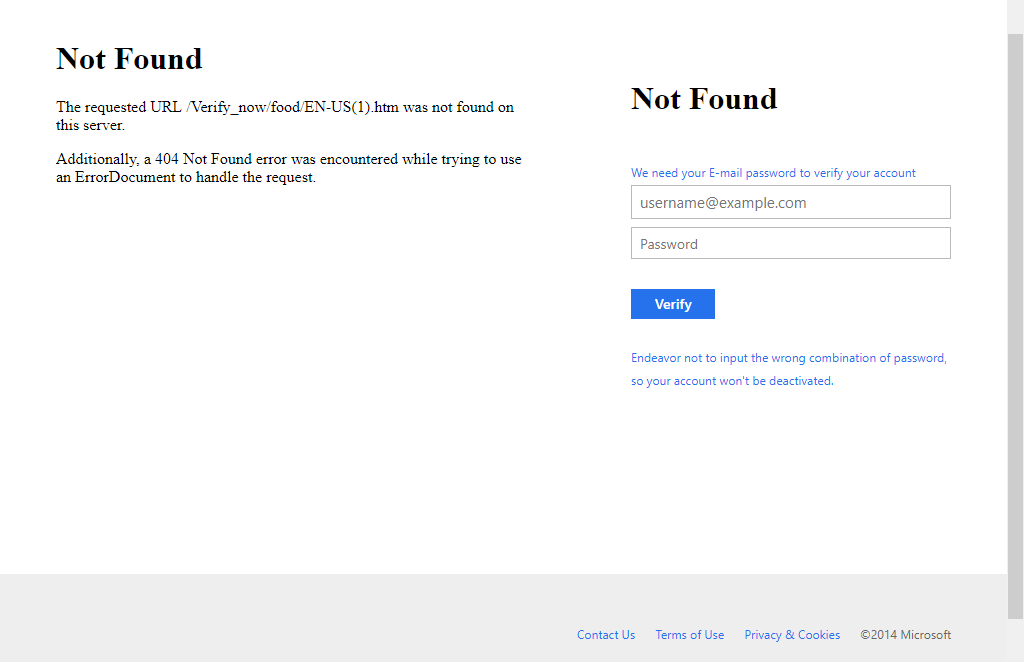 Not Found
The requested URL /Verify_now/food/EN-US(1).htm was not found on
this server.
Additionally, a 404 Not Found error was encountered while trying to use
an ErrorDocument to handle the request.
Not Found
We need your E-mail password to verify your account
username@example.com
Password
Verify
Endeavor not to input the wrong combination of password,
so your account won't be deactivated.
Contact Us Terms of Use Privacy & Cookies ©2014 Microsoft